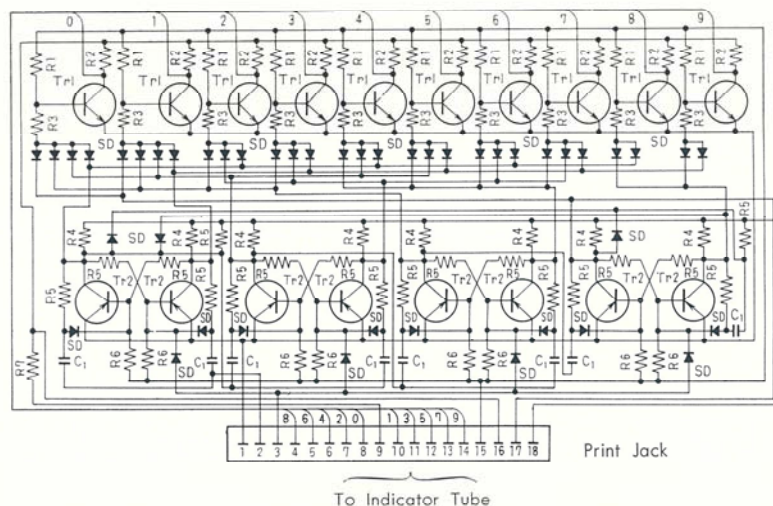 0 1 2 3 4 5 6 7 8 9
R1 R2 R1 R2 R1 R2 R1 R2 R1 R2 R1 R2 R1 R2 R1 R2 R1 R2 R1 R2
Tr1 Tr1 Tr1 Tr1 Tr1 Tr1 Tr1 Tr1 Tr1 Tr1
R3 R3 R3 R3 R3 R3 R3 R3 R3 R3
SD SD SD SD SD
R5
R4 SD R4 R5 R4 R4 R4 R4 R4 SD R4
R5 Tr2 Tr2 R5 R5 R5 R5 Tr2 Tr2 R5 R5 R5 R5 Tr2 Tr2 R5 R5 R5 R5 Tr2 Tr2 R5
R5
SD SD SD SD SD SD SD SD C1
R7 C1 R6 R6 SD C1 C1 R6 R6 SD C1 C1 R6 R6 SD C1 C1 R6 R6 SD
8 6 4 2 0 1 3 5 7 9
1 2 3 4 5 6 7 8 9 10 11 12 13 14 15 16 17 18
Print Jack
To Indicator Tube